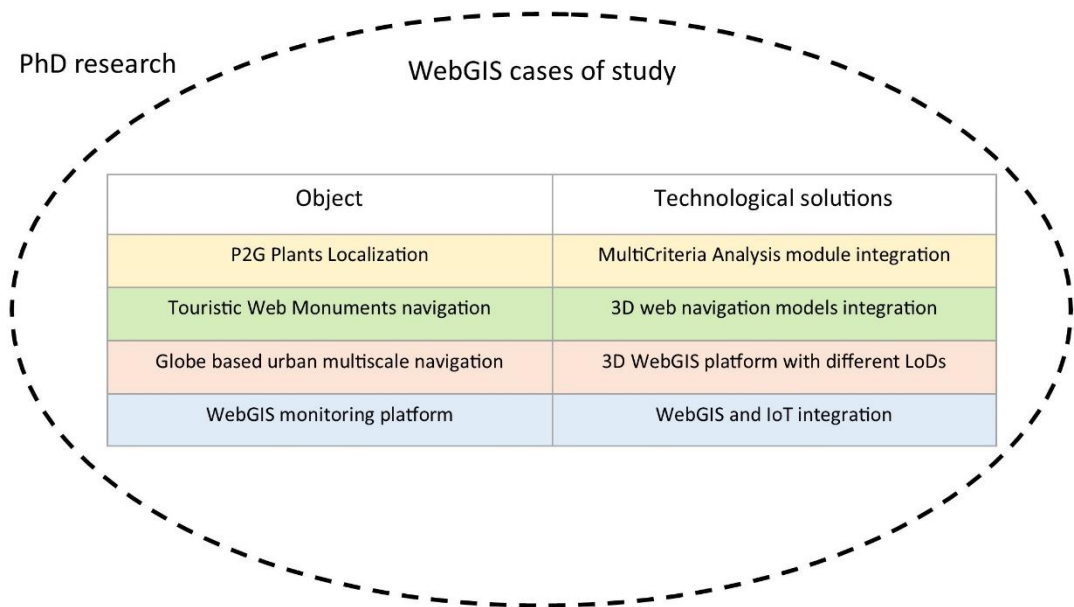 PhD research
WebGIS cases of study
Object
Technological solutions
P2G Plants Localization
MultiCriteria Analysis module integration
Touristic Web Monuments navigation
3D web navigation models integration
Globe based urban multiscale navigation
3D WebGIS platform with different LoDs
WebGIS monitoring platform
WebGIS and IoT integration